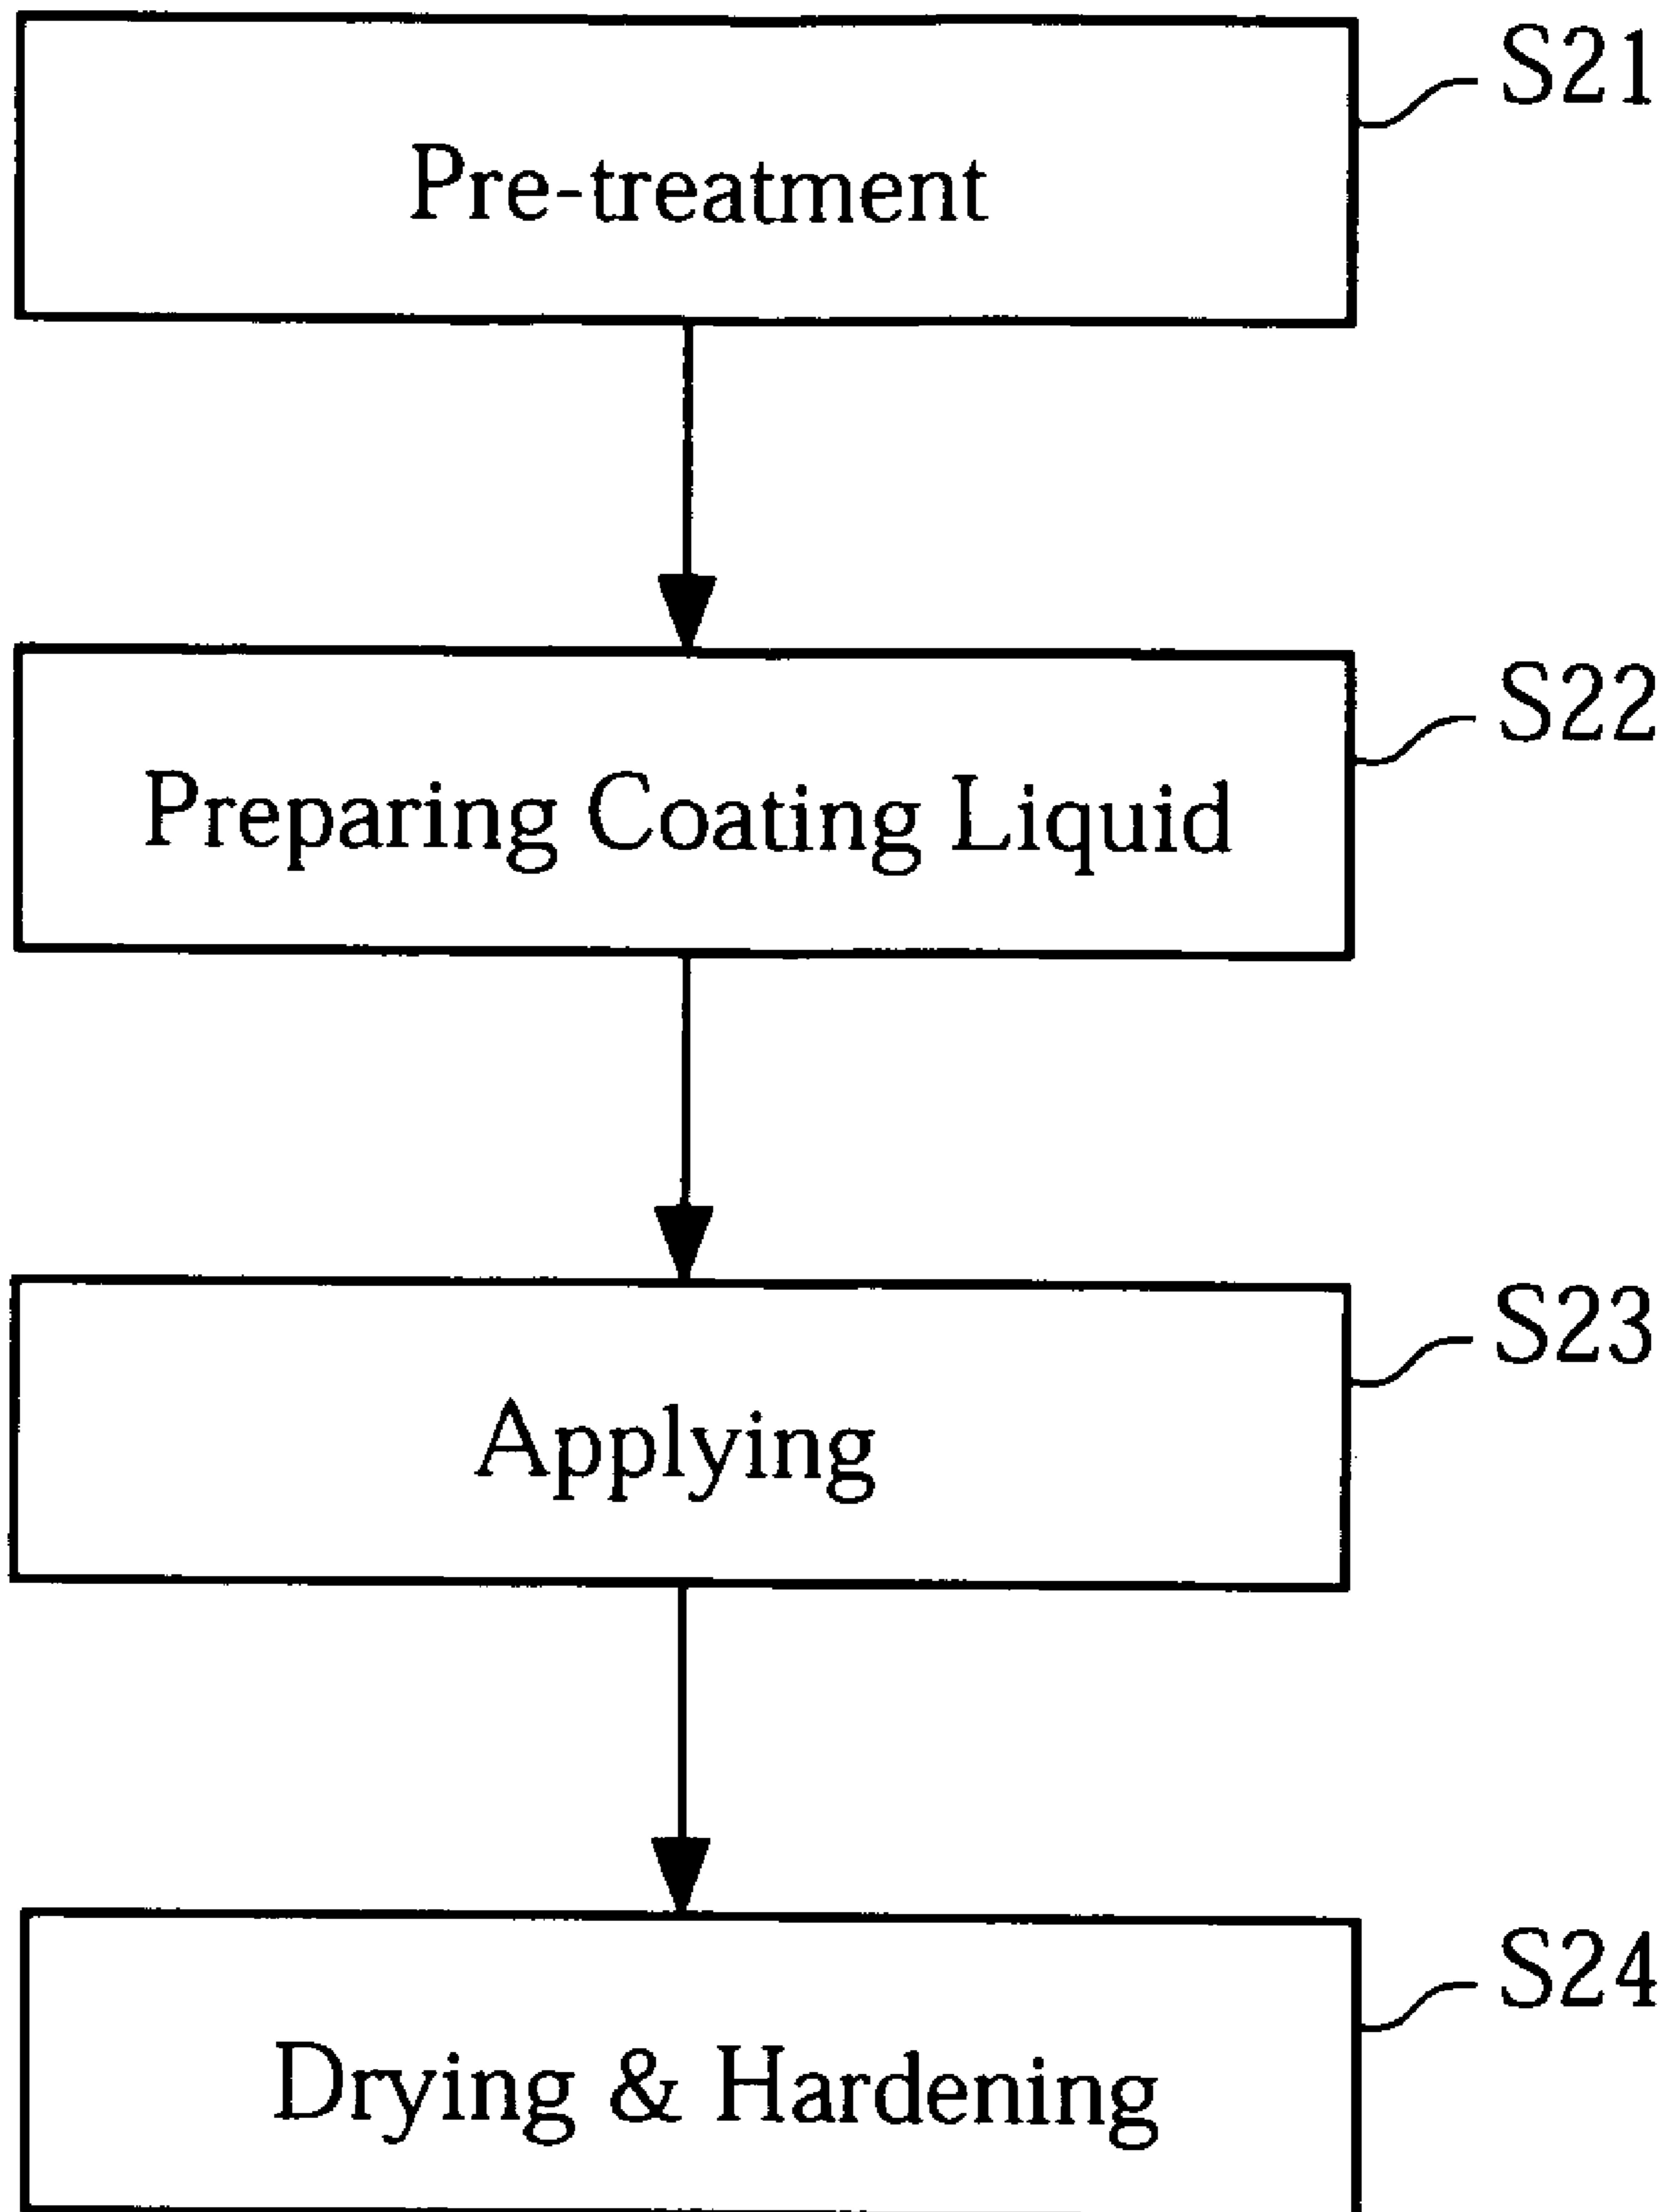 S21
Pre-treatment
S22
Preparing Coating Liquid
S23
Applying
S24
Drying & Hardening